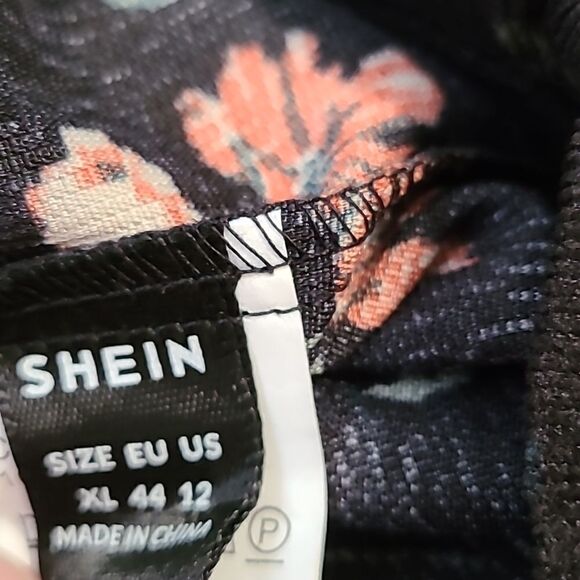 SHEIN
SIZE EU US
XL 44 12
MADE IN CHINA
P